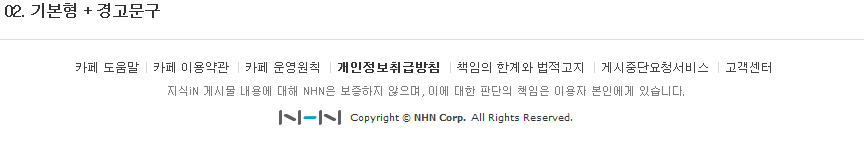 02. 기본형 + 경고문구
카페 도움말 | 카페 이용약관 | 카페 운영원칙 | 개인정보취급방침 | 책임의 한계와 법적고지 | 게시중단요청서비스 | 고객센터
지식iN 게시물 내용에 대해 NHN은 보증하지 않으며, 이에 대한 판단의 책임은 이용자 본인에게 있습니다.
NHN Copyright © NHN Corp. All Rights Reserved.